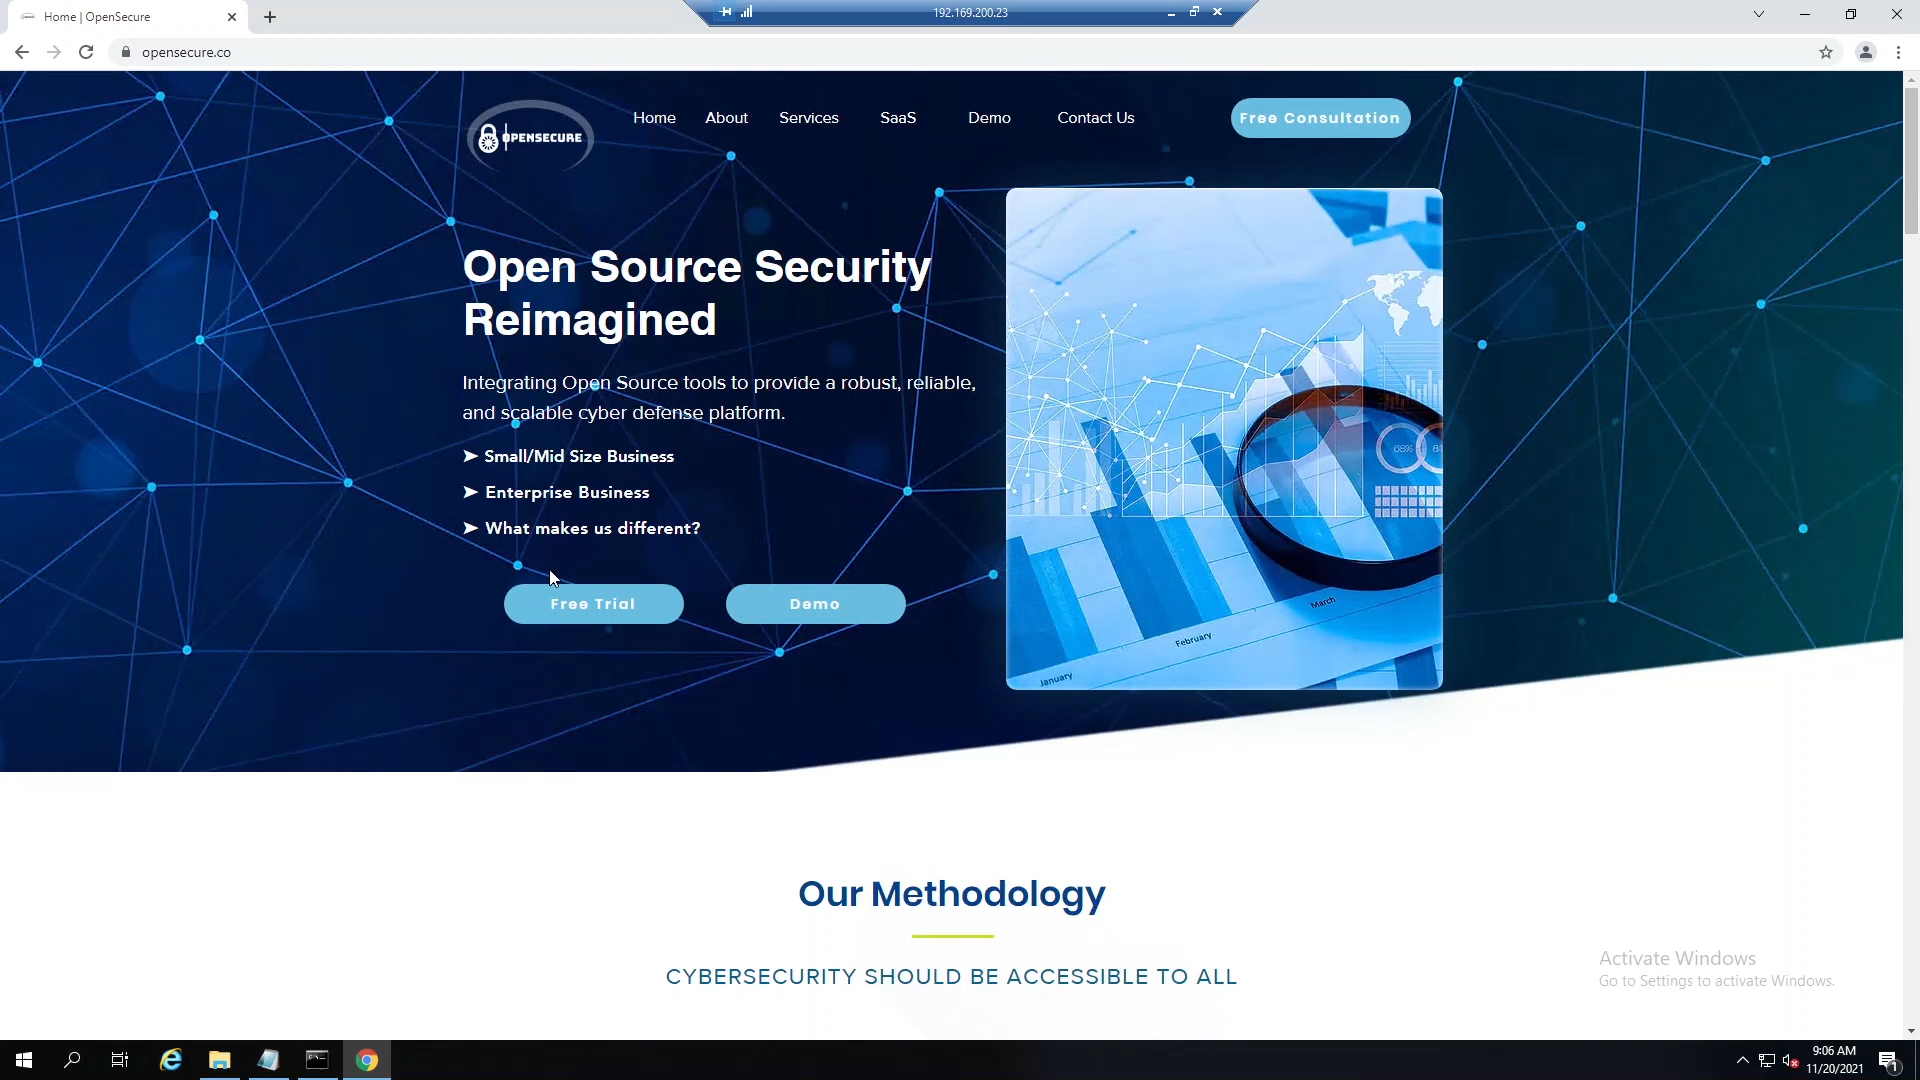 Home | OpenSecure
192.169.200.23
opensecure.co
OPENSECURE
Home
About
Services
SaaS
Demo
Contact Us
Free Consultation
Open Source Security
Reimagined
Integrating Open Source tools to provide a robust, reliable,
and scalable cyber defense platform.
➤ Small/Mid Size Business
➤ Enterprise Business
➤ What makes us different?
Free Trial
Demo
68%
January
February
March
Our Methodology
CYBERSECURITY SHOULD BE ACCESSIBLE TO ALL
Activate Windows
Go to Settings to activate Windows.
9:06 AM
11/20/2021
1